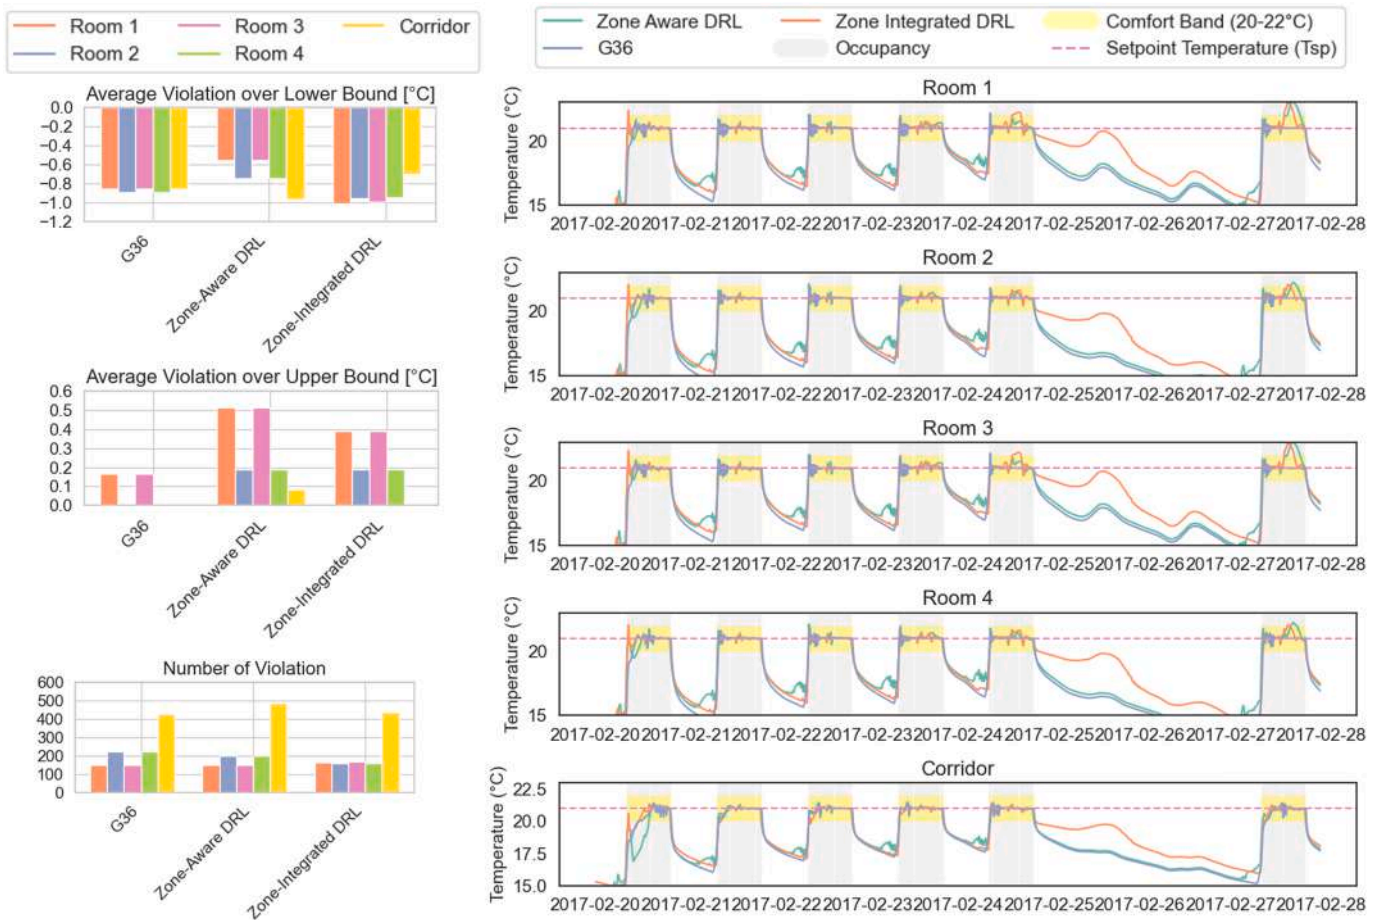 Room 1
Room 3
Corridor
Room 2
Room 4
Average Violation over Lower Bound [°C]
0.0
−0.2
−0.4
−0.6
−0.8
−1.0
−1.2
G36
Zone-Aware DRL
Zone-Integrated DRL
Average Violation over Upper Bound [°C]
0.6
0.5
0.4
0.3
0.2
0.1
0.0
G36
Zone-Aware DRL
Zone-Integrated DRL
Number of Violation
600
500
400
300
200
100
0
G36
Zone-Aware DRL
Zone-Integrated DRL
Zone Aware DRL
Zone Integrated DRL
Comfort Band (20-22°C)
G36
Occupancy
Setpoint Temperature (Tsp)
Room 1
Temperature (°C)
20
15
2017-02-20 2017-02-21 2017-02-22 2017-02-23 2017-02-24 2017-02-25 2017-02-26 2017-02-27 2017-02-28
Room 2
Temperature (°C)
20
15
2017-02-20 2017-02-21 2017-02-22 2017-02-23 2017-02-24 2017-02-25 2017-02-26 2017-02-27 2017-02-28
Room 3
Temperature (°C)
20
15
2017-02-20 2017-02-21 2017-02-22 2017-02-23 2017-02-24 2017-02-25 2017-02-26 2017-02-27 2017-02-28
Room 4
Temperature (°C)
20
15
2017-02-20 2017-02-21 2017-02-22 2017-02-23 2017-02-24 2017-02-25 2017-02-26 2017-02-27 2017-02-28
Corridor
Temperature (°C)
22.5
20.0
17.5
15.0
2017-02-20 2017-02-21 2017-02-22 2017-02-23 2017-02-24 2017-02-25 2017-02-26 2017-02-27 2017-02-28